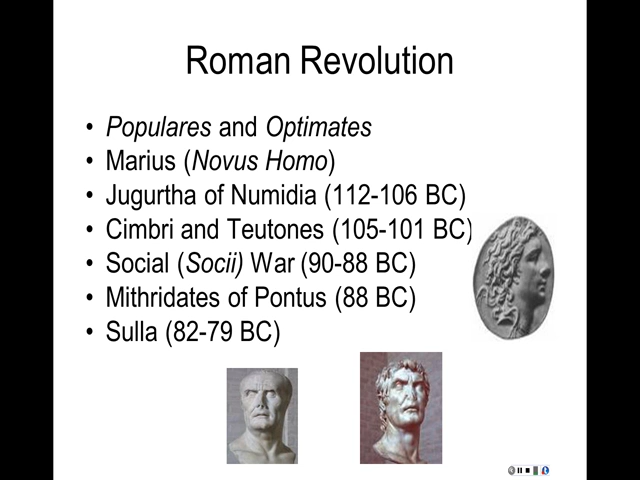 Roman Revolution
• Populares and Optimates
• Marius (Novus Homo)
• Jugurtha of Numidia (112-106 BC)
• Cimbri and Teutones (105-101 BC)
• Social (Socii) War (90-88 BC)
• Mithridates of Pontus (88 BC)
• Sulla (82-79 BC)